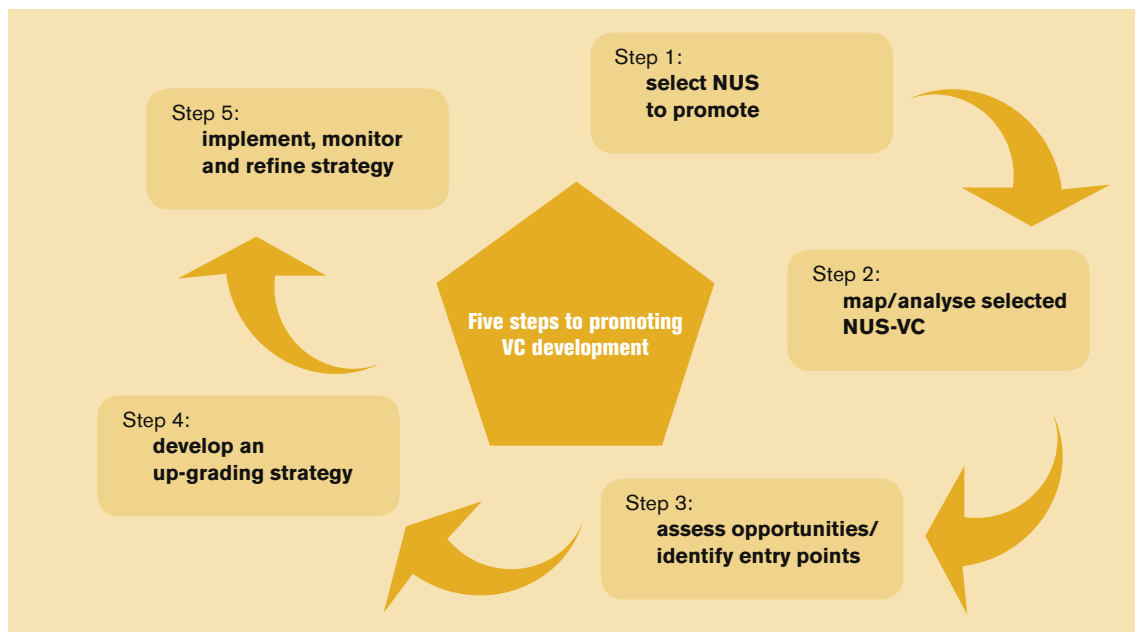 Five steps to promoting
VC development
Step 1:
select NUS
to promote
Step 2:
map/analyse selected
NUS-VC
Step 3:
assess opportunities/
identify entry points
Step 4:
develop an
up-grading strategy
Step 5:
implement, monitor
and refine strategy